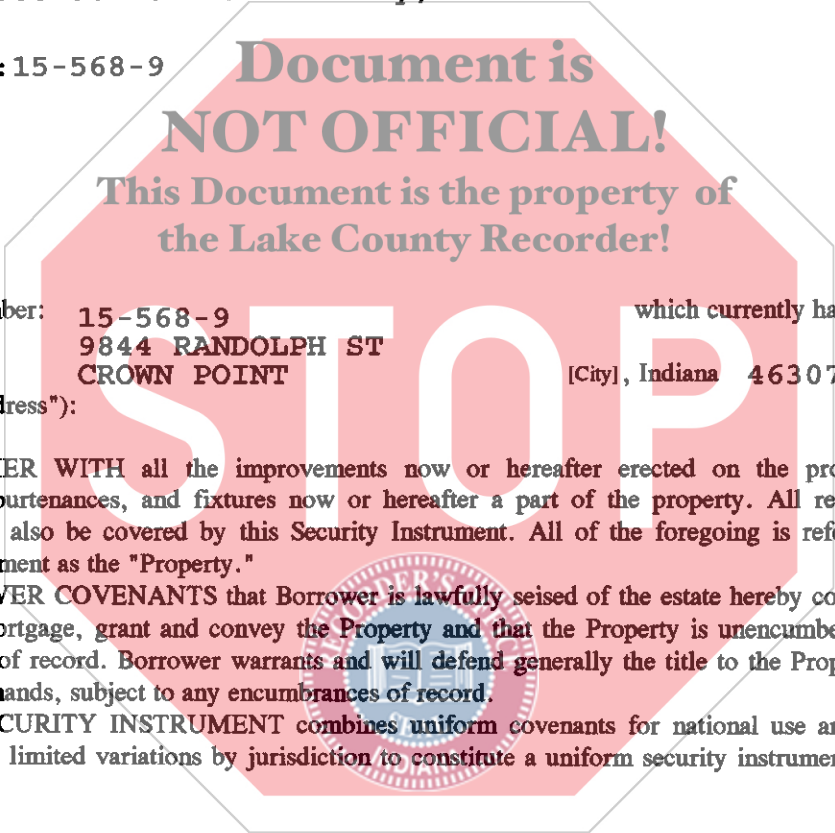 : 15-568-9
Document is
NOT OFFICIAL!
This Document is the property of
the Lake County Recorder!
STOP
ber: 15-568-9 which currently ha
9844 RANDOLPH ST
CROWN POINT [City], Indiana 46307
dress"):
ER WITH all the improvements now or hereafter erected on the pro
ourtenances, and fixtures now or hereafter a part of the property. All re
also be covered by this Security Instrument. All of the foregoing is refe
ment as the "Property."
VER COVENANTS that Borrower is lawfully seised of the estate hereby co
ortgage, grant and convey the Property and that the Property is unencumbe
of record. Borrower warrants and will defend generally the title to the Prop
ands, subject to any encumbrances of record.
CURITY INSTRUMENT combines uniform covenants for national use an
limited variations by jurisdiction to constitute a uniform security instrumen
INDIANA